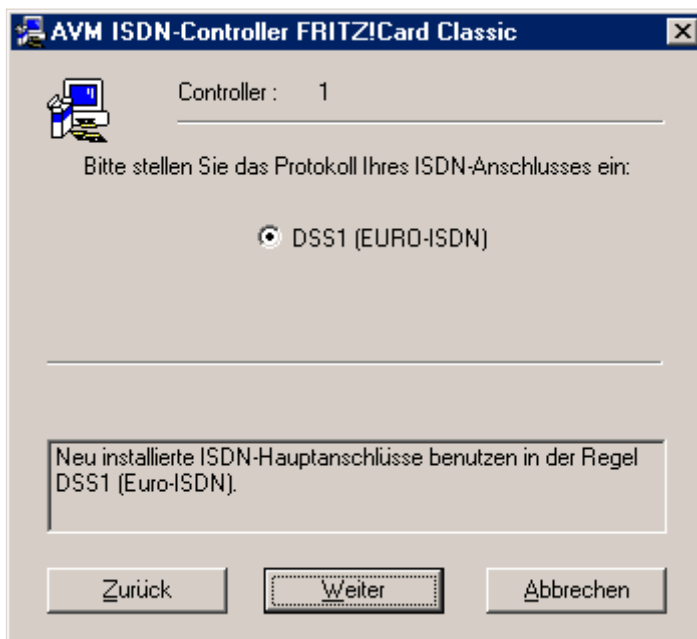 AVM ISDN-Controller FRITZ!Card Classic
Controller : 1
Bitte stellen Sie das Protokoll Ihres ISDN-Anschlusses ein:
DSS1 (EURO-ISDN)
Neu installierte ISDN-Hauptanschlüsse benutzen in der Regel
DSS1 (Euro-ISDN).
Zurück Weiter Abbrechen